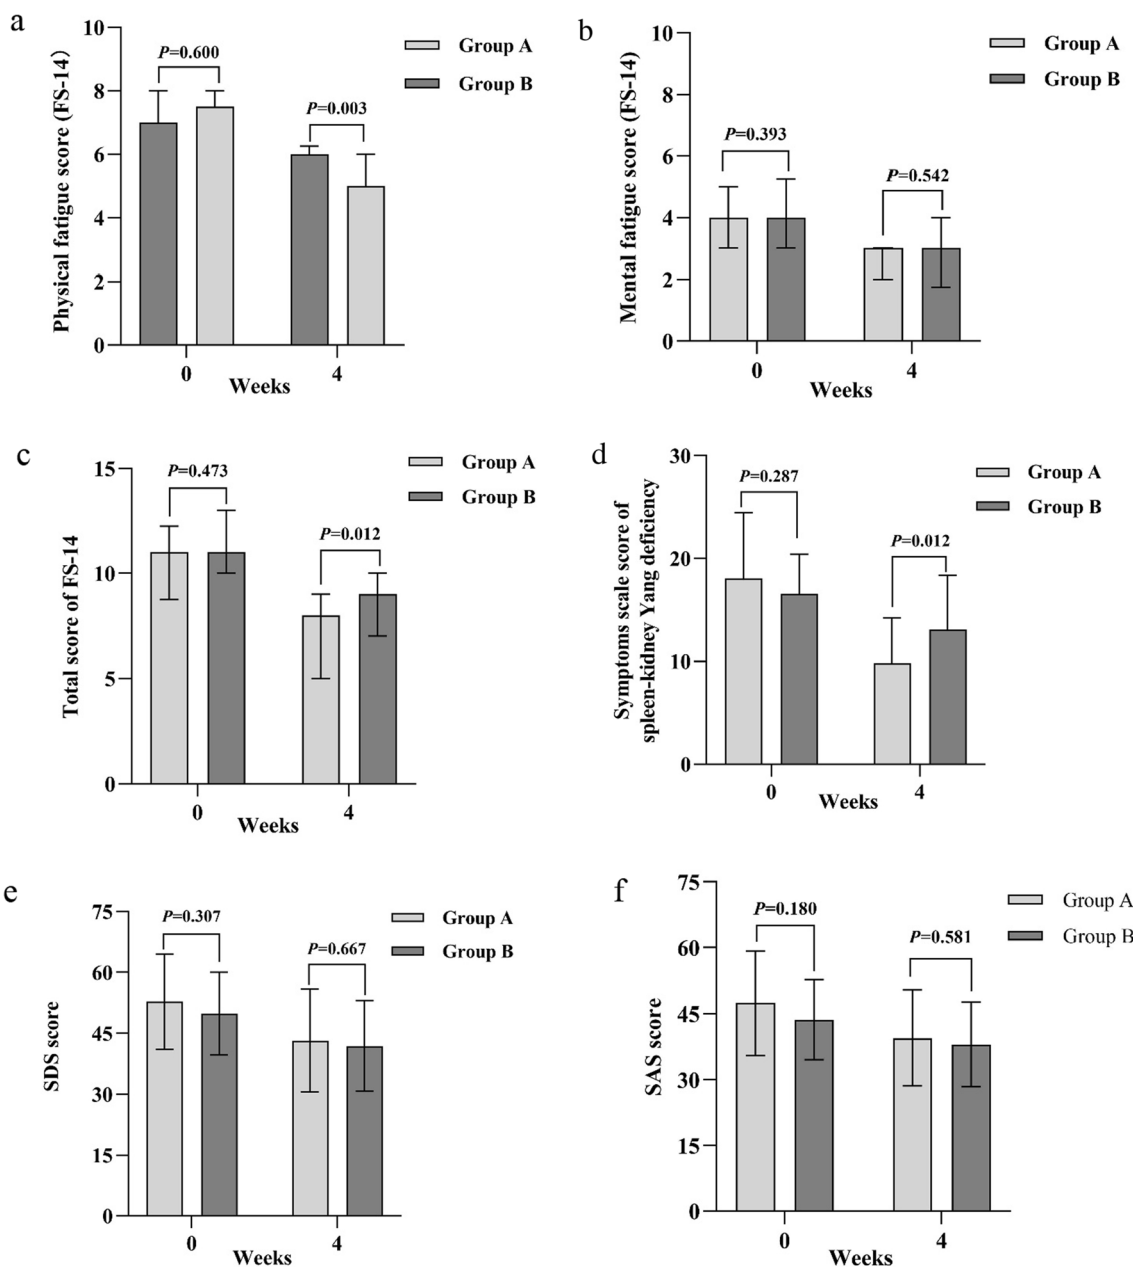 a
Physical fatigue score (FS-14)
10
8
6
4
2
0
P=0.600
P=0.003
Group A
Group B
0
4
Weeks
b
Mental fatigue score (FS-14)
10
8
6
4
2
0
P=0.393
P=0.542
Group A
Group B
0
4
Weeks
c
Total score of FS-14
15
10
5
0
P=0.473
P=0.012
Group A
Group B
0
4
Weeks
d
Symptoms scale score of
spleen-kidney Yang deficiency
30
20
10
0
P=0.287
P=0.012
Group A
Group B
0
4
Weeks
e
SDS score
75
60
45
30
15
0
P=0.307
P=0.667
Group A
Group B
0
4
Weeks
f
SAS score
75
60
45
30
15
0
P=0.180
P=0.581
Group A
Group B
0
4
Weeks